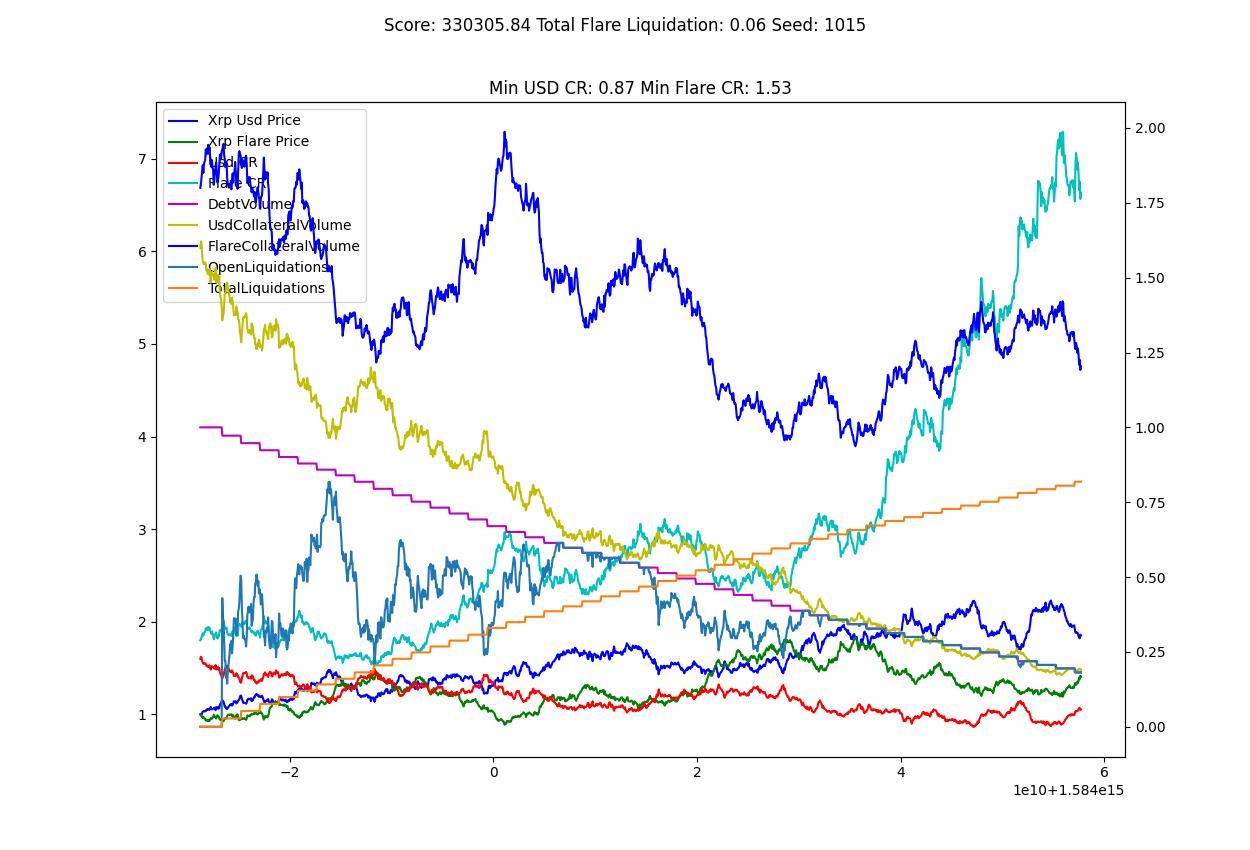 Score: 330305.84 Total Flare Liquidation: 0.06 Seed: 1015
Min USD CR: 0.87 Min Flare CR: 1.53
Xrp Usd Price
Xrp Flare Price
Usd CR
Flare CR
DebtVolume
UsdCollateralVolume
FlareCollateralVolume
OpenLiquidations
TotalLiquidations
7
6
5
4
3
2
1
2.00
1.75
1.50
1.25
1.00
0.75
0.50
0.25
0.00
−2 0 2 4 6
1e10+1.584e15